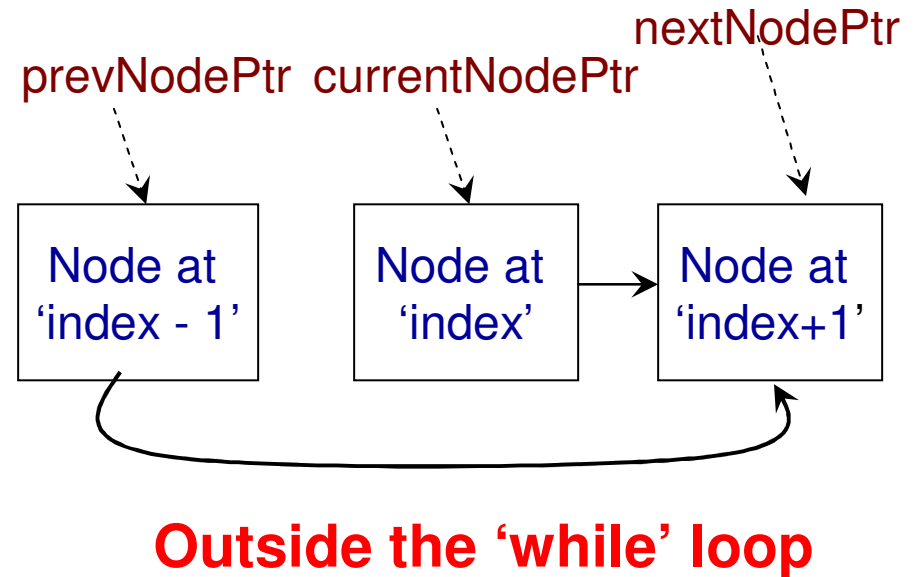 nextNodePtr
prevNodePtr currentNodePtr
Node at
‘index - 1’
Node at
‘index’
Node at
‘index+1’
Outside the ‘while’ loop